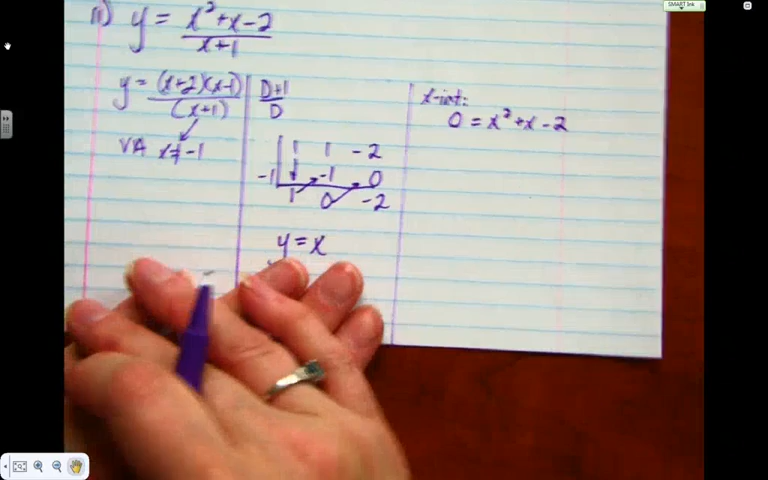 11) y = x²+x-2
x+1
y = (x+2)(x-1)
(x+1)
VA x≠-1
D+1
D
1 1 -2
-1 ↓ -1 0
1 0 -2
y = x
x-int:
0 = x²+x-2
SMART Ink